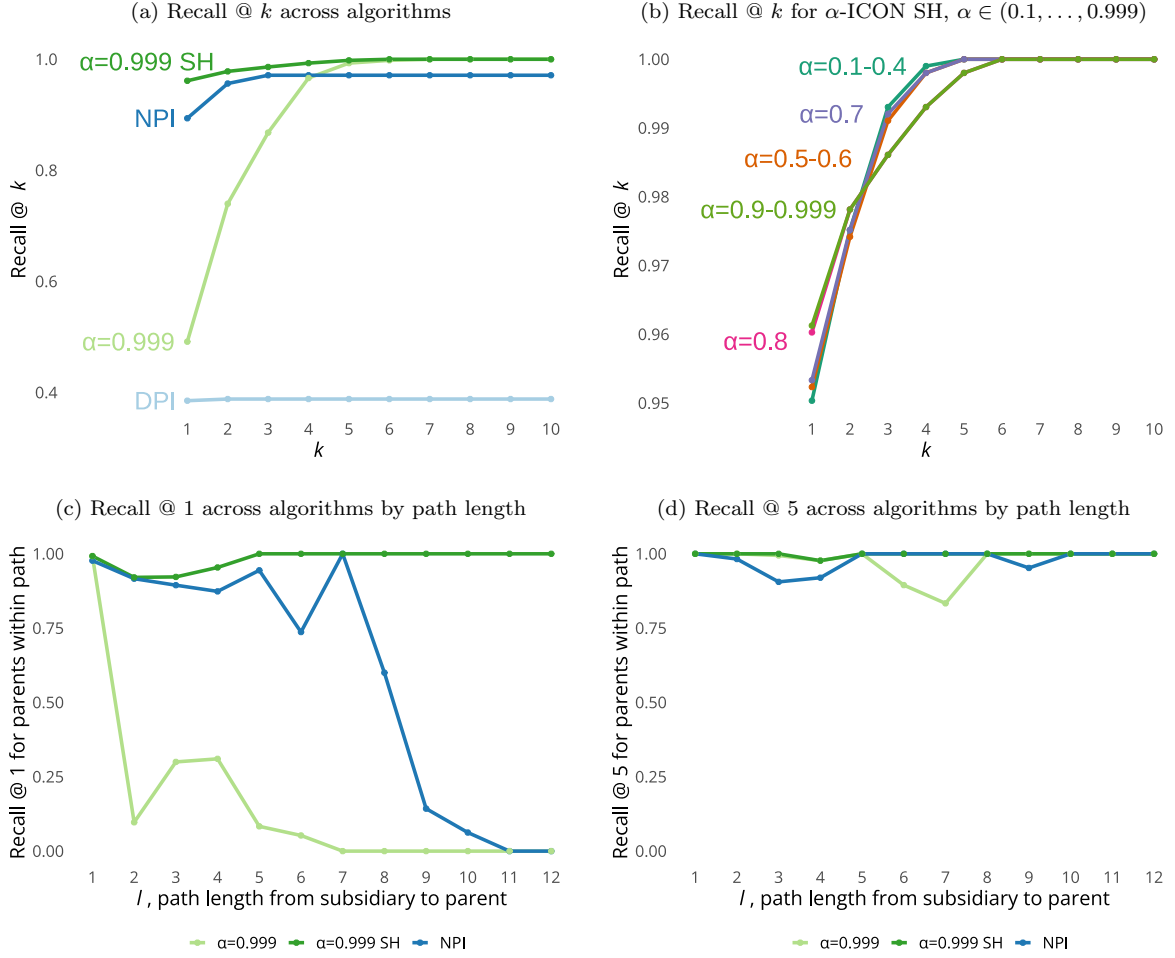 (a) Recall @ k across algorithms
1.0
0.8
0.6
0.4
Recall @ k
α=0.999 SH
NPI
α=0.999
DPI
1 2 3 4 5 6 7 8 9 10
k
(b) Recall @ k for α-ICON SH, α ∈ (0.1, . . . , 0.999)
1.00
0.99
0.98
0.97
0.96
0.95
Recall @ k
α=0.1-0.4
α=0.7
α=0.5-0.6
α=0.9-0.999
α=0.8
1 2 3 4 5 6 7 8 9 10
k
(c) Recall @ 1 across algorithms by path length
1.00
0.75
0.50
0.25
0.00
Recall @ 1 for parents within path
1 2 3 4 5 6 7 8 9 10 11 12
l , path length from subsidiary to parent
α=0.999 α=0.999 SH NPI
(d) Recall @ 5 across algorithms by path length
1.00
0.75
0.50
0.25
0.00
Recall @ 5 for parents within path
1 2 3 4 5 6 7 8 9 10 11 12
l , path length from subsidiary to parent
α=0.999 α=0.999 SH NPI